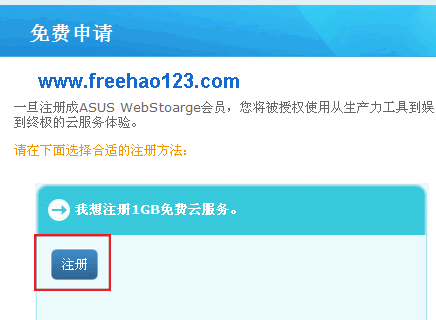 免费申请
www.freehao123.com
一旦注册成ASUS WebStoarge会员，您将被授权使用从生产力工具到娱
到终极的云服务体验。
请在下面选择合适的注册方法：
我想注册1GB免费云服务。
注册